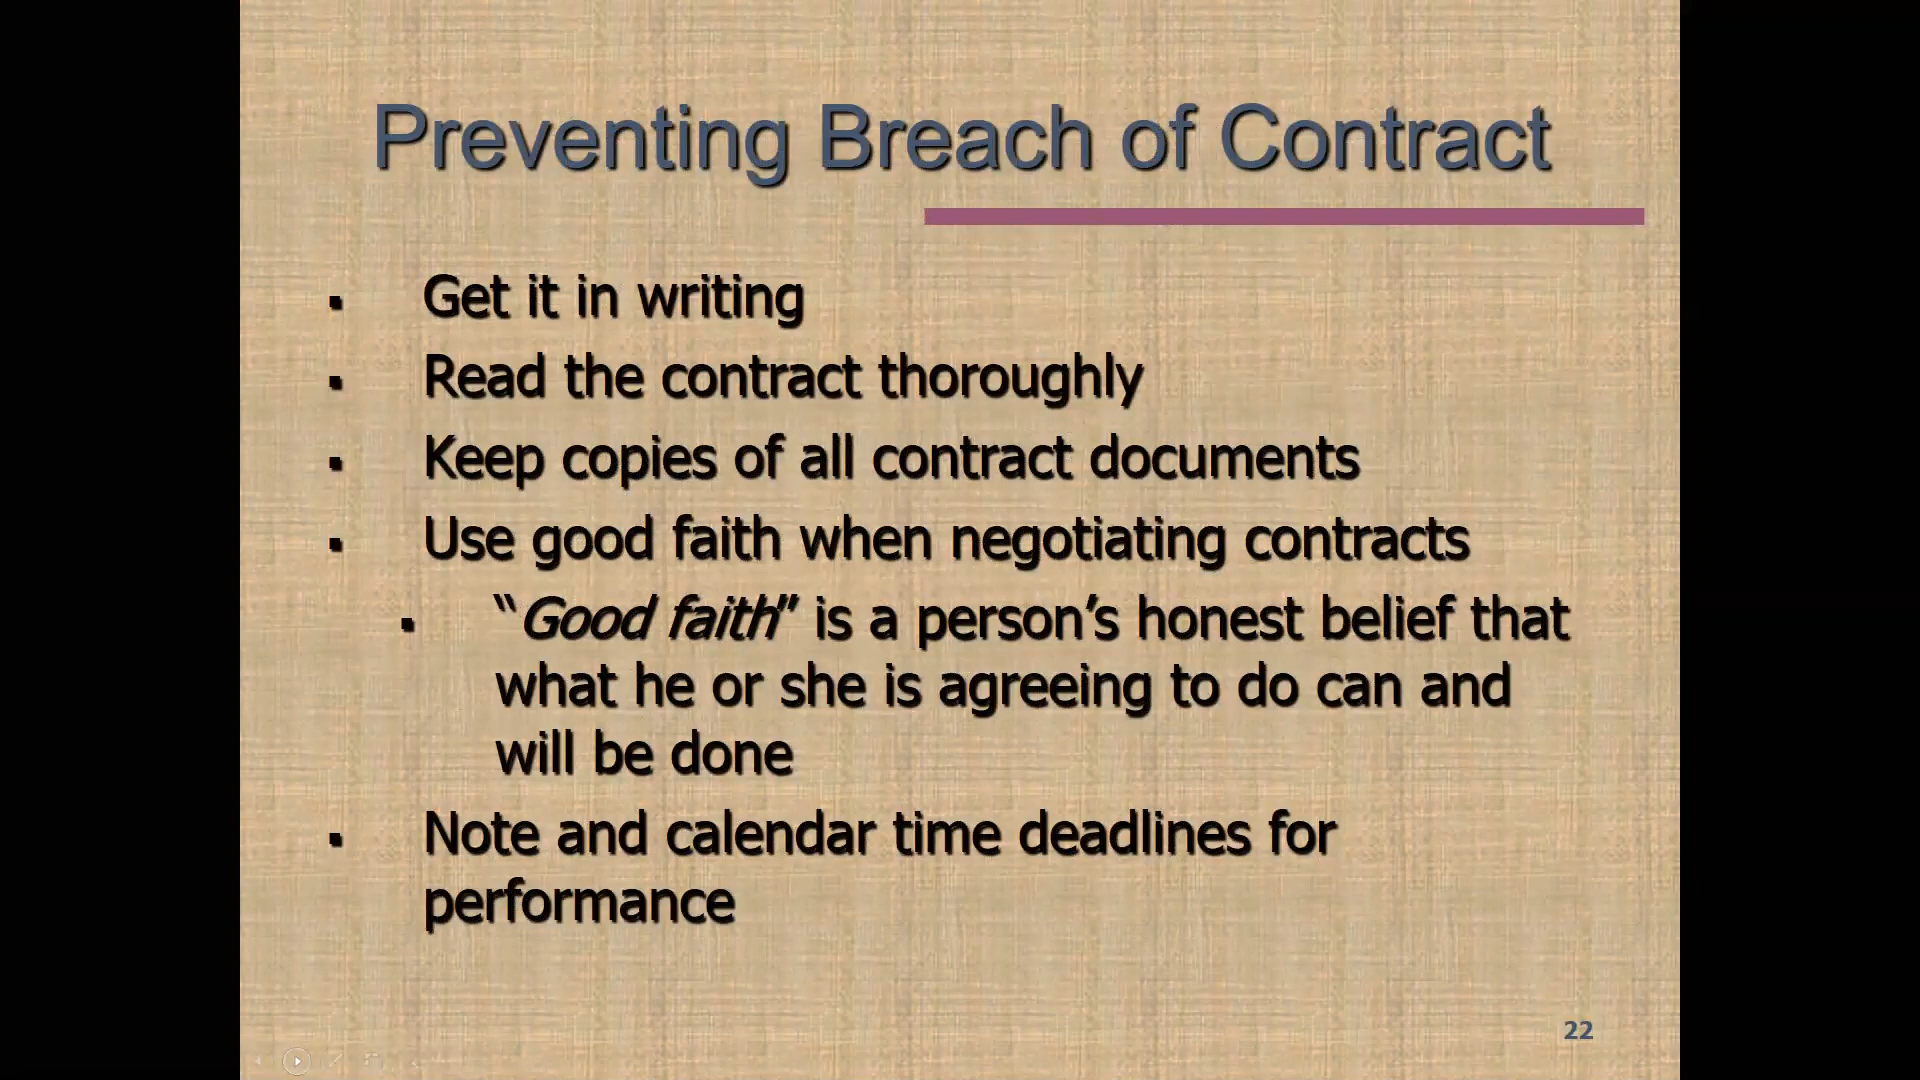 Preventing Breach of Contract
▪ Get it in writing
▪ Read the contract thoroughly
▪ Keep copies of all contract documents
▪ Use good faith when negotiating contracts
▪ “Good faith” is a person’s honest belief that
what he or she is agreeing to do can and
will be done
▪ Note and calendar time deadlines for
performance
22